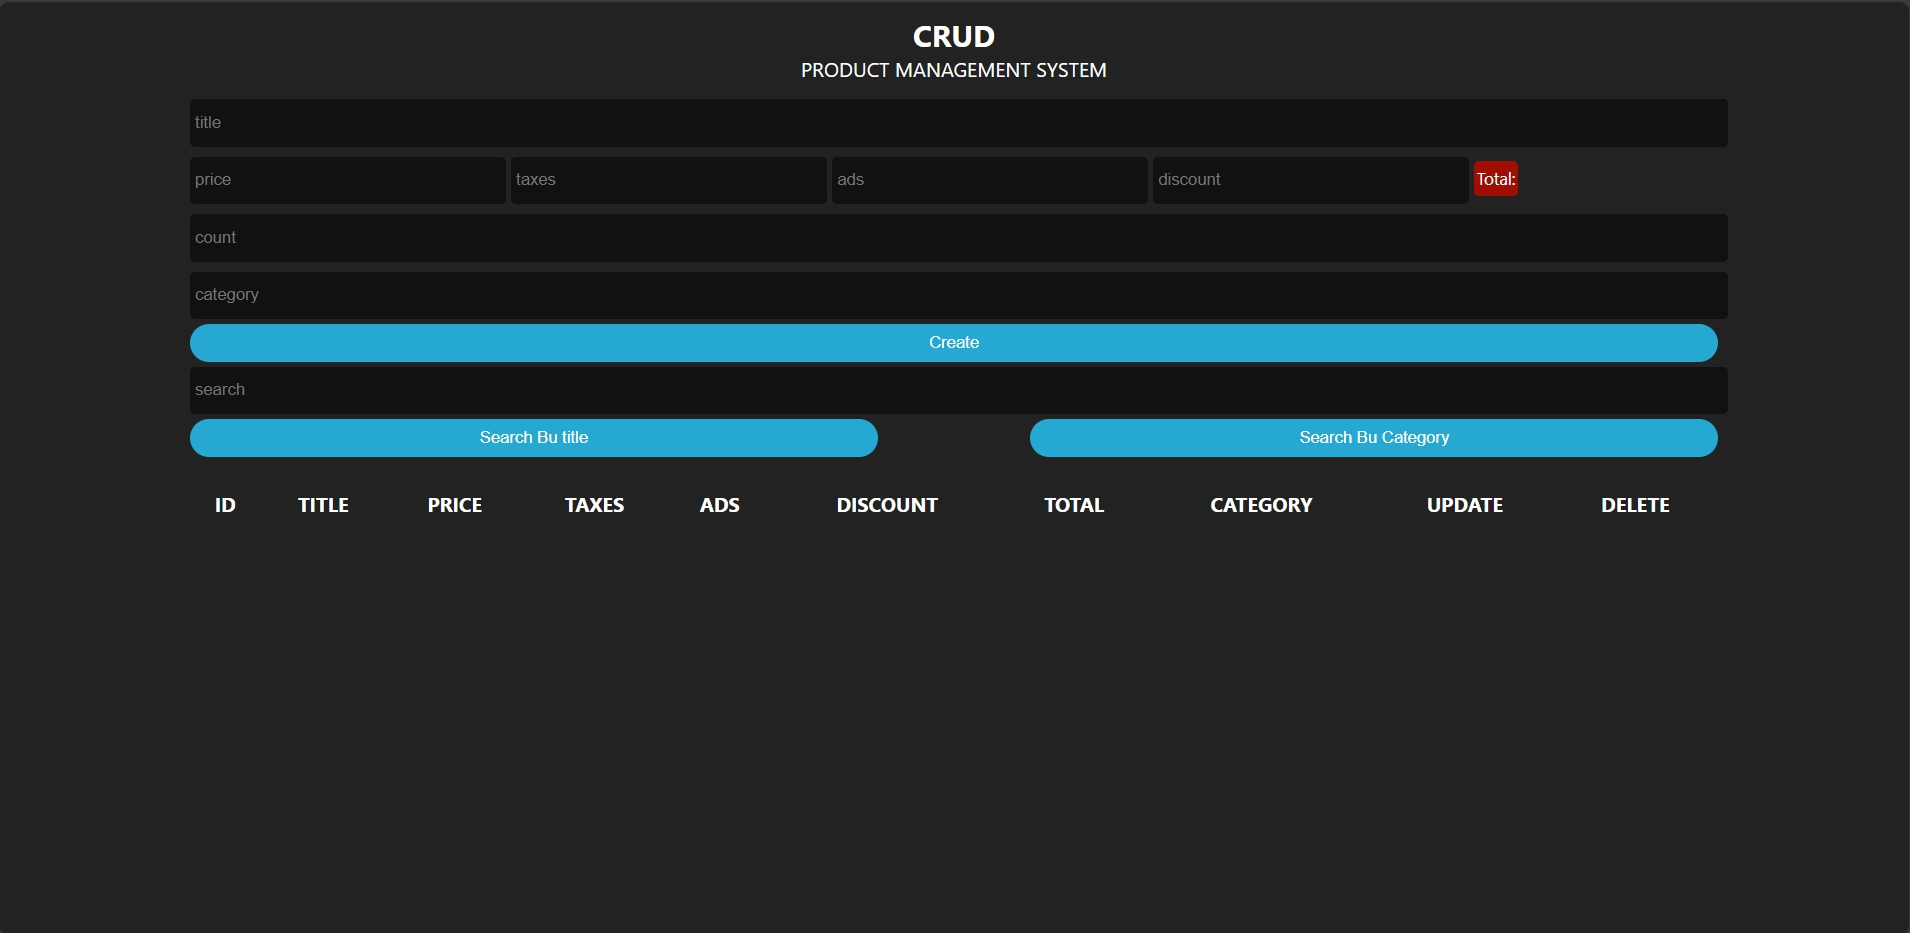 CRUD
PRODUCT MANAGEMENT SYSTEM
title
price taxes ads discount Total:
count
category
Create
search
Search Bu title Search Bu Category
ID TITLE PRICE TAXES ADS DISCOUNT TOTAL CATEGORY UPDATE DELETE